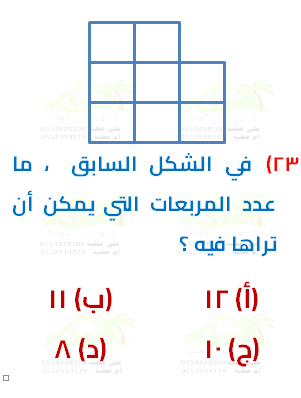 ٢٣) في الشكل السابق ، ما
عدد المربعات التي يمكن أن
تراها فيه ؟
(أ) ١٢ (ب) ١١
(ج) ١٠ (د) ٨